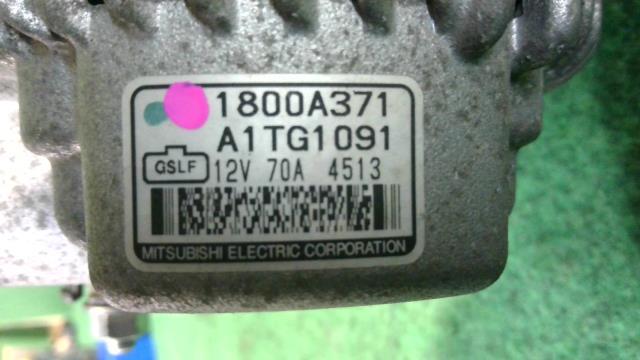 1800A371
A1TG1091
GSLF 12V 70A 4513
MITSUBISHI ELECTRIC CORPORATION